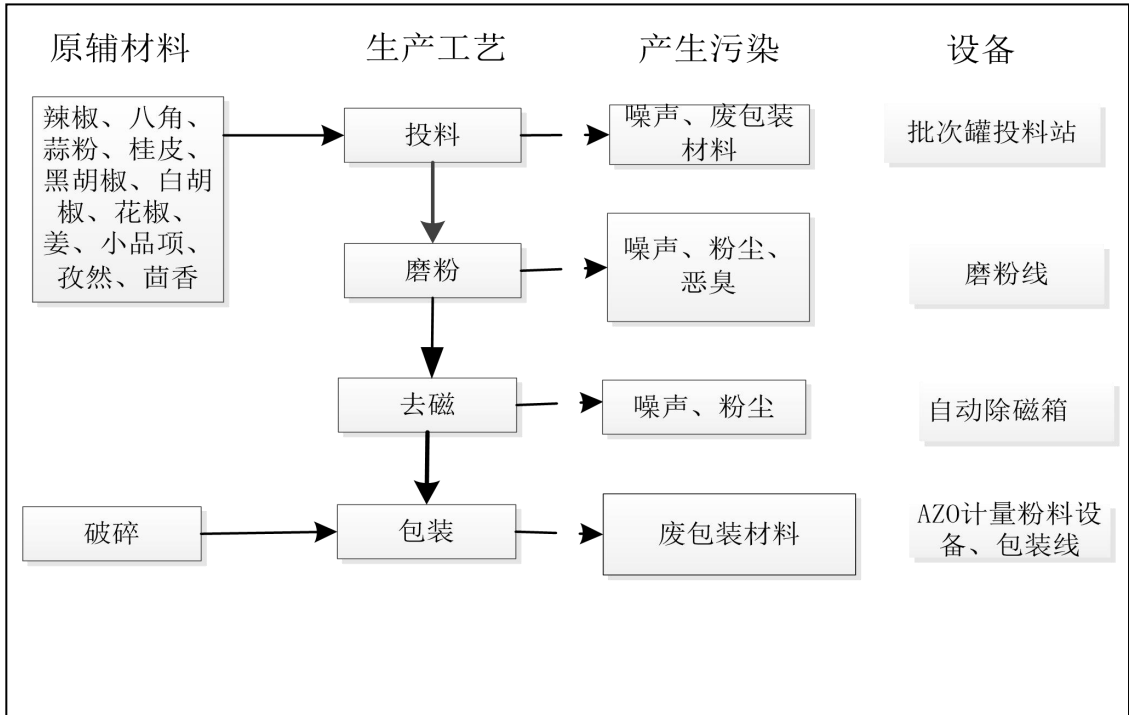 原辅材料
生产工艺
产生污染
设备
辣椒、八角、
蒜粉、桂皮、
黑胡椒、白胡
椒、花椒、
姜、小品项、
孜然、茴香
投料
噪声、废包装
材料
批次罐投料站
磨粉
噪声、粉尘、
恶臭
磨粉线
去磁
噪声、粉尘
自动除磁箱
破碎
包装
废包装材料
AZO计量粉料设
备、包装线